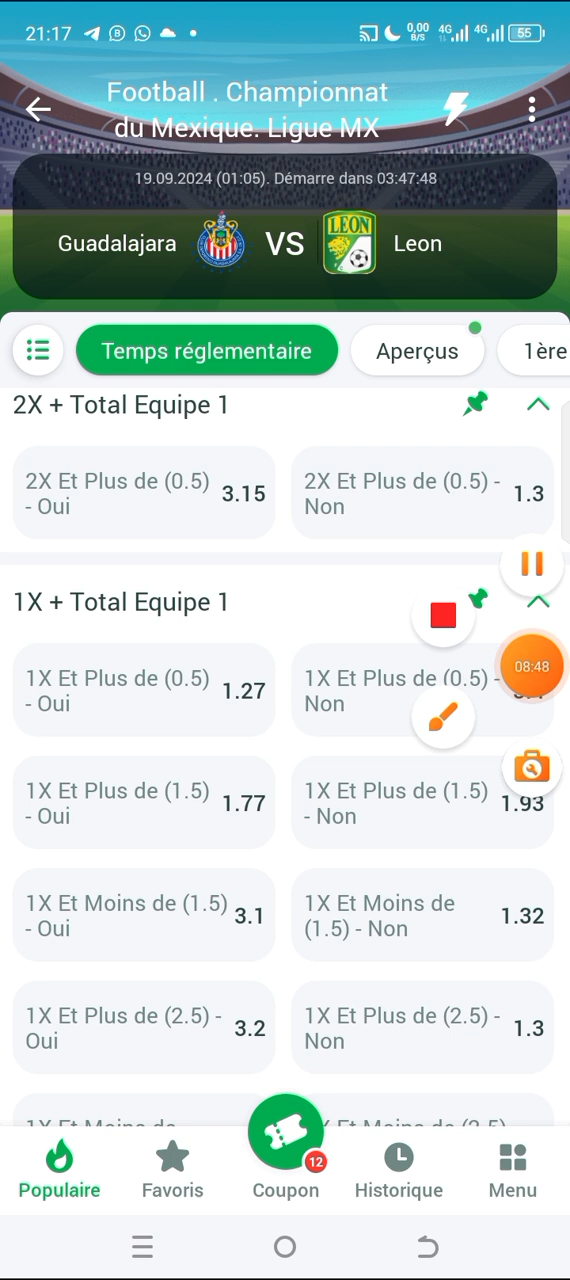 21:17
0,00
B/S
4G
4G
55
Football . Championnat
du Mexique. Ligue MX
19.09.2024 (01:05). Démarre dans 03:47:48
Guadalajara
VS
LEON
Leon
Temps réglementaire
Aperçus
1ère
2X + Total Equipe 1
2X Et Plus de (0.5)
- Oui
3.15
2X Et Plus de (0.5) -
Non
1.3
1X + Total Equipe 1
1X Et Plus de (0.5)
- Oui
1.27
1X Et Plus de (0.5) -
Non
08:48
1X Et Plus de (1.5)
- Oui
1.77
1X Et Plus de (1.5)
- Non
1.93
1X Et Moins de (1.5)
- Oui
3.1
1X Et Moins de
(1.5) - Non
1.32
1X Et Plus de (2.5) -
Oui
3.2
1X Et Plus de (2.5) -
Non
1.3
1X Et Moins de
12
Populaire
Favoris
Coupon
Historique
Menu